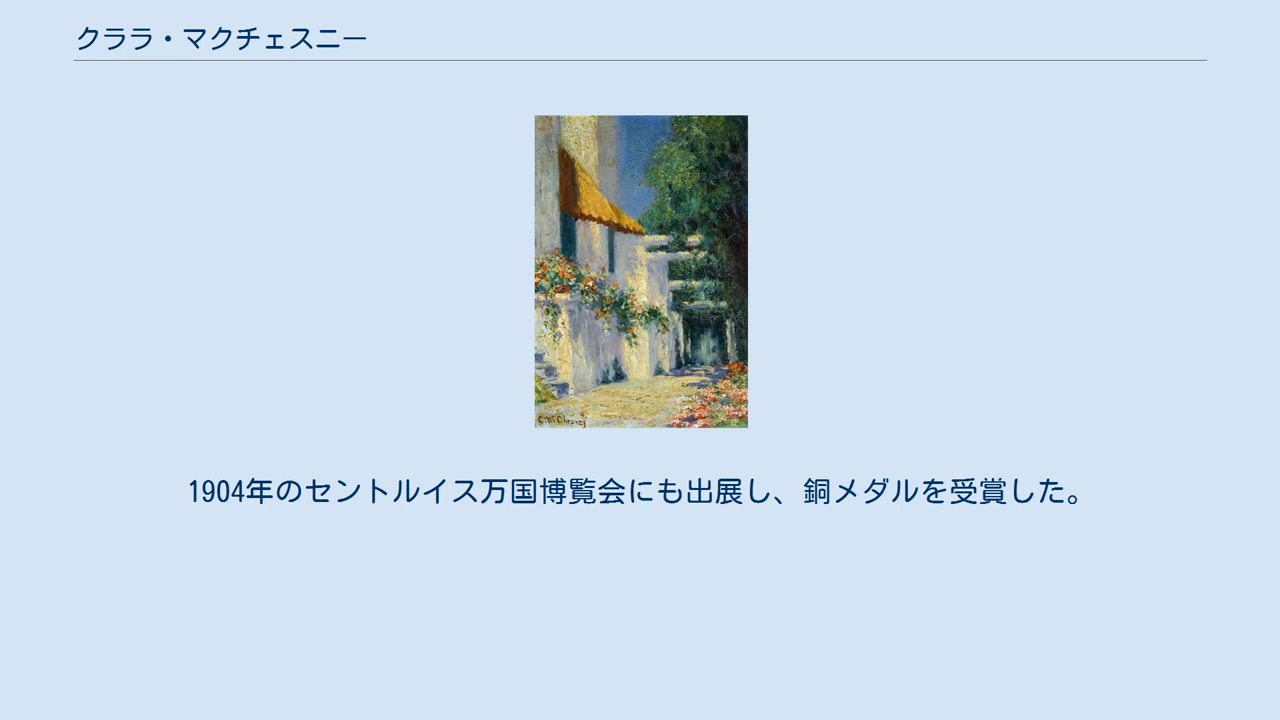 クララ・マクチェスニー
1904年のセントルイス万国博覧会にも出展し、銅メダルを受賞した。